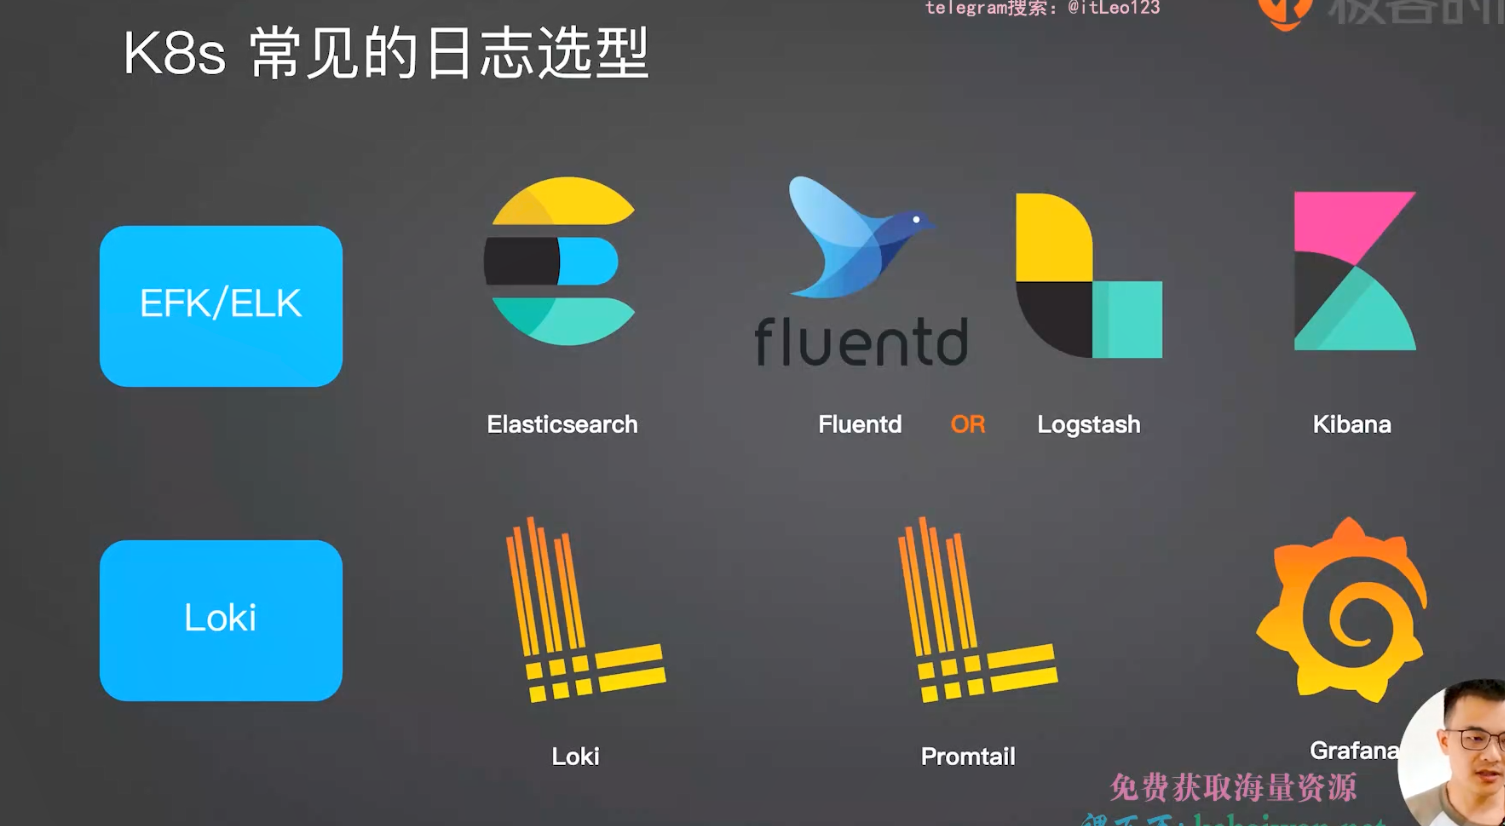 telegram搜索：@itLeo123
K8s 常见的日志选型
EFK/ELK
fluentd
Elasticsearch
Fluentd OR Logstash
Kibana
Loki
Loki
Promtail
Grafana
免费获取海量资源